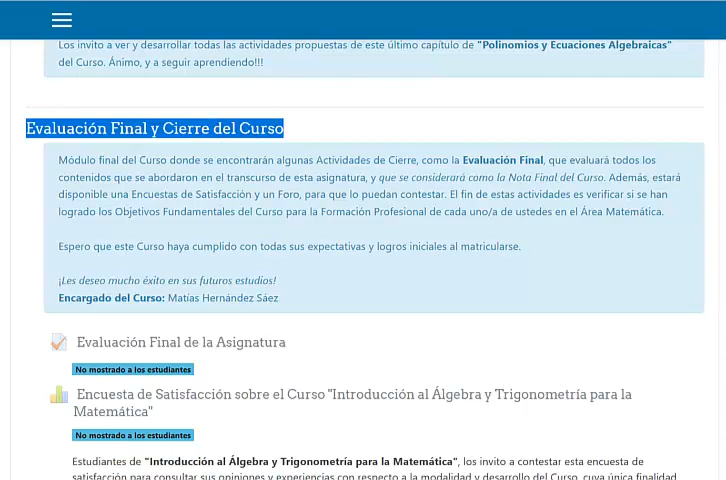 Los invito a ver y desarrollar todas las actividades propuestas de este último capítulo de "Polinomios y Ecuaciones Algebraicas"
del Curso. Ánimo, y a seguir aprendiendo!!!
Evaluación Final y Cierre del Curso
Módulo final del Curso donde se encontrarán algunas Actividades de Cierre, como la Evaluación Final, que evaluará todos los
contenidos que se abordaron en el transcurso de esta asignatura, y que se considerará como la Nota Final del Curso. Además, estará
disponible una Encuestas de Satisfacción y un Foro, para que lo puedan contestar. El fin de estas actividades es verificar si se han
logrado los Objetivos Fundamentales del Curso para la Formación Profesional de cada uno/a de ustedes en el Área Matemática.
Espero que este Curso haya cumplido con todas sus expectativas y logros iniciales al matricularse.
¡Les deseo mucho éxito en sus futuros estudios!
Encargado del Curso: Matías Hernández Sáez
Evaluación Final de la Asignatura
No mostrado a los estudiantes
Encuesta de Satisfacción sobre el Curso "Introducción al Álgebra y Trigonometría para la
Matemática"
No mostrado a los estudiantes
Estudiantes de "Introducción al Álgebra y Trigonometría para la Matemática", los invito a contestar esta encuesta de
satisfacción para consultar sus opiniones y experiencias con respecto a la modalidad y desarrollo del Curso, cuya única finalidad